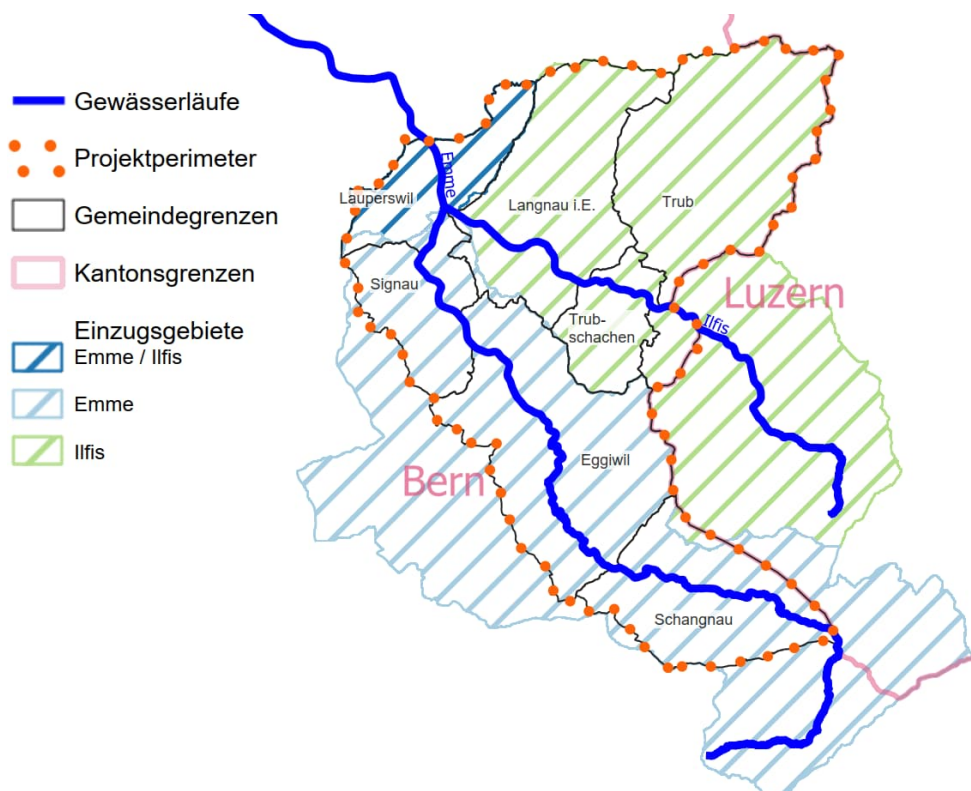 Gewässerläufe
Projektperimeter
Gemeindegrenzen
Kantonsgrenzen
Einzugsgebiete
Emme / Ilfis
Emme
Ilfis
Emme
Lauperswil
Langnau i.E.
Trub
Signau
Luzern
Trub-
schachen
Ilfis
Eggiwil
Bern
Schangnau